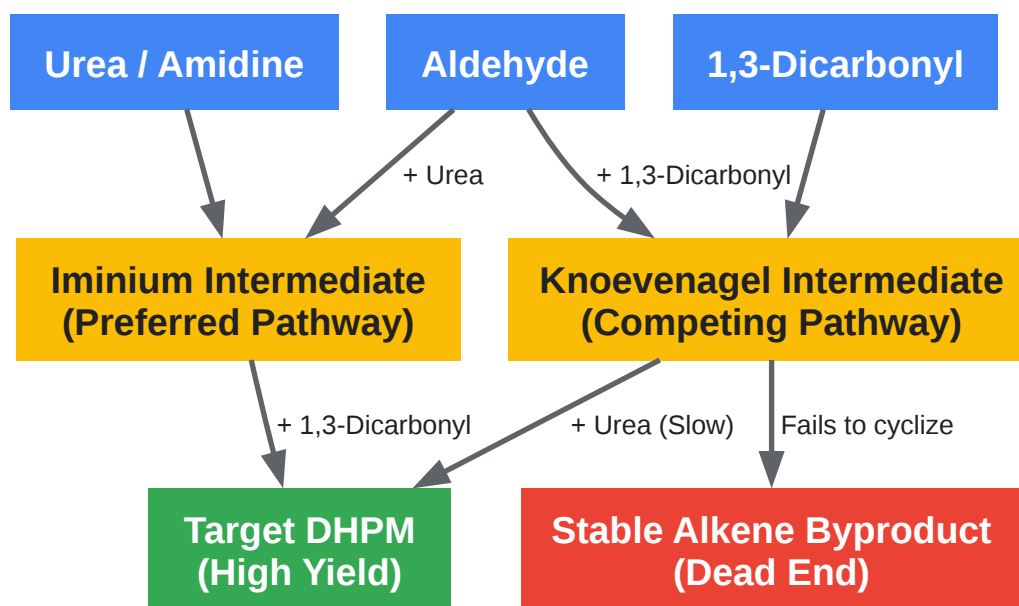 Urea / Amidine
Aldehyde
1,3-Dicarbonyl
+ Urea
+ 1,3-Dicarbonyl
Iminium Intermediate
(Preferred Pathway)
Knoevenagel Intermediate
(Competing Pathway)
+ 1,3-Dicarbonyl
+ Urea (Slow)
Fails to cyclize
Target DHPM
(High Yield)
Stable Alkene Byproduct
(Dead End)